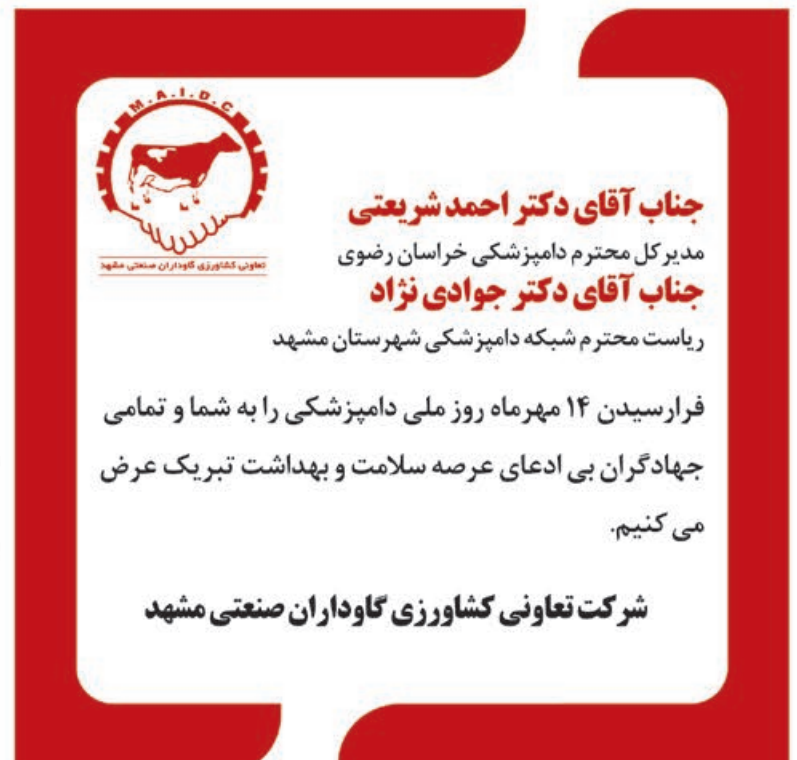 M.A.I.D.C
تعاونی کشاورزی گاوداران صنعتی مشهد
جناب آقای دکتر احمد شریعتی
مدیر کل محترم دامپزشکی خراسان رضوی
جناب آقای دکتر جوادی نژاد
ریاست محترم شبکه دامپزشکی شهرستان مشهد
فرارسیدن ۱۴ مهرماه روز ملی دامپزشکی را به شما و تمامی
جهادگران بی ادعای عرصه سلامت و بهداشت تبریک عرض
می کنیم.
شرکت تعاونی کشاورزی گاوداران صنعتی مشهد